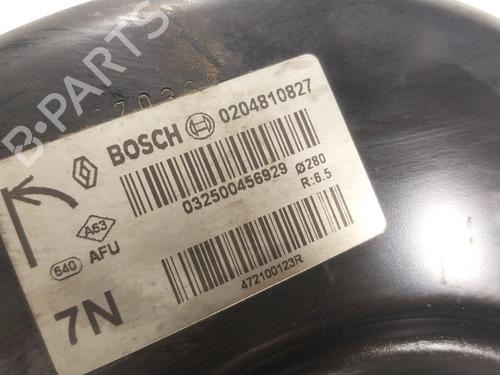 BOSCH 0204810827
032500456929 Ø280
R:6.5
A63
AFU
640
7N
472100123R
B-PARTS